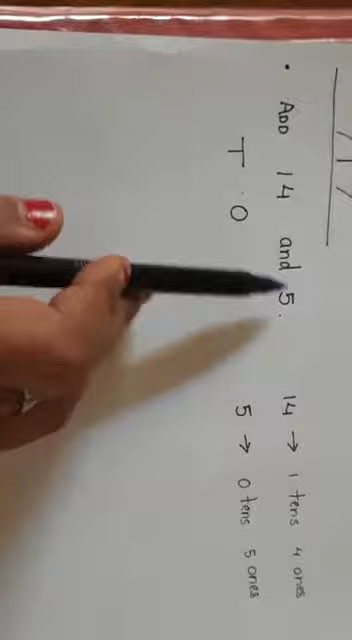 • ADD 14 and 5.
T O
14 → 1 tens 4 ones
5 → 0 tens 5 ones